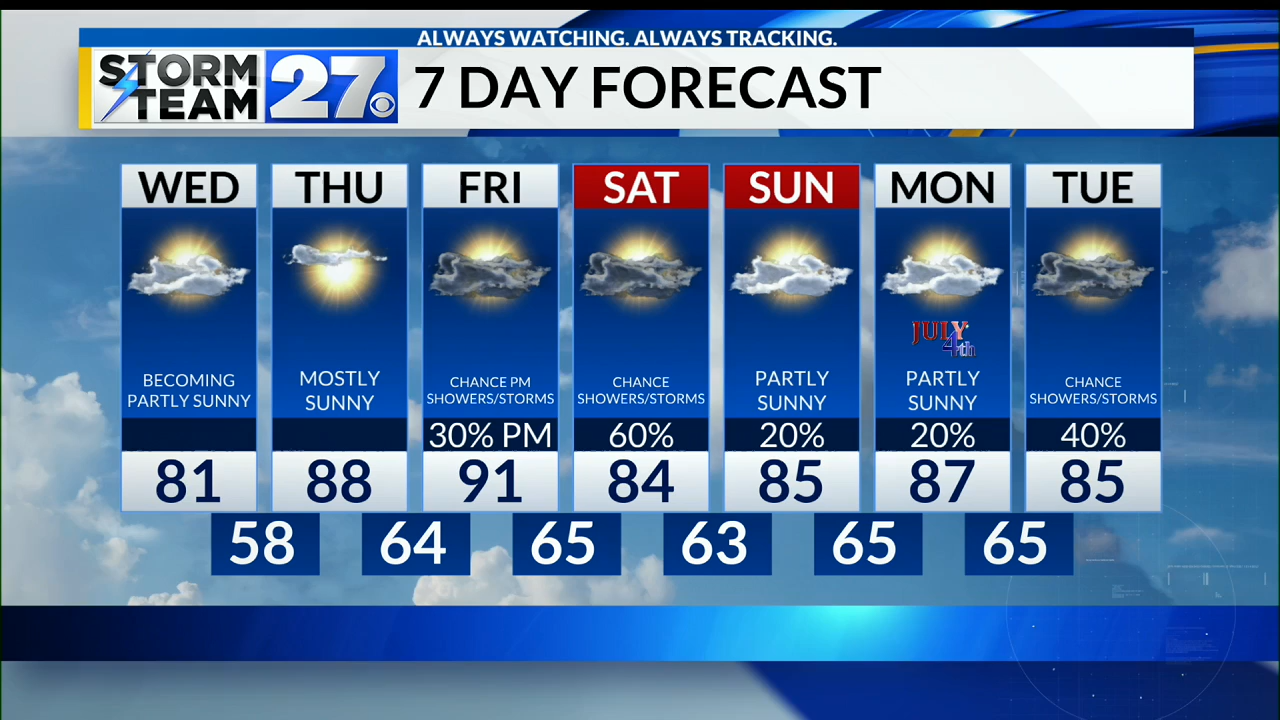 ALWAYS WATCHING. ALWAYS TRACKING.
STORM
TEAM
27
7 DAY FORECAST
WED THU FRI SAT SUN MON TUE
JULY
4th
BECOMING
PARTLY SUNNY
MOSTLY
SUNNY
CHANCE PM
SHOWERS/STORMS
CHANCE
SHOWERS/STORMS
PARTLY
SUNNY
PARTLY
SUNNY
CHANCE
SHOWERS/STORMS
30% PM 60% 20% 20% 40%
81 88 91 84 85 87 85
58 64 65 63 65 65